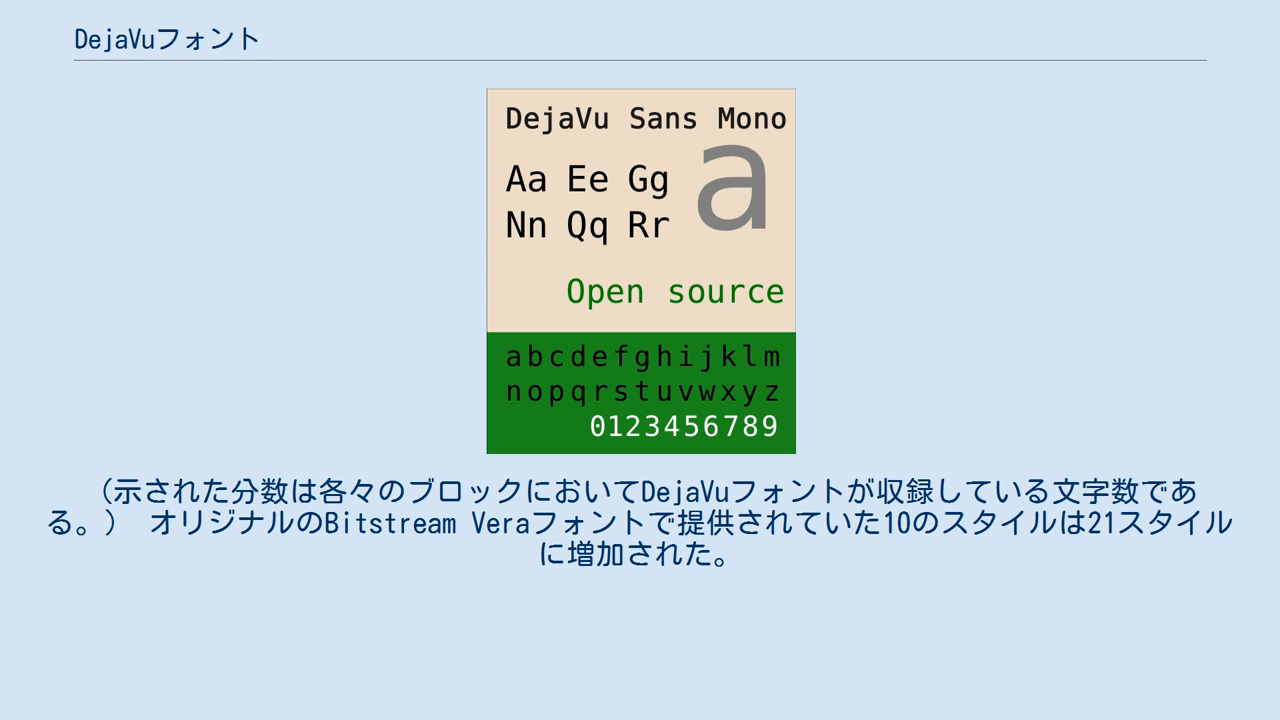 DejaVuフォント
DejaVu Sans Mono
Aa Ee Gg
a
Nn Qq Rr
Open source
abcdefghijklm
nopqrstuvwxyz
0123456789
（示された分数は各々のブロックにおいてDejaVuフォントが収録している文字数であ
る。） オリジナルのBitstream Veraフォントで提供されていた10のスタイルは21スタイル
に増加された。